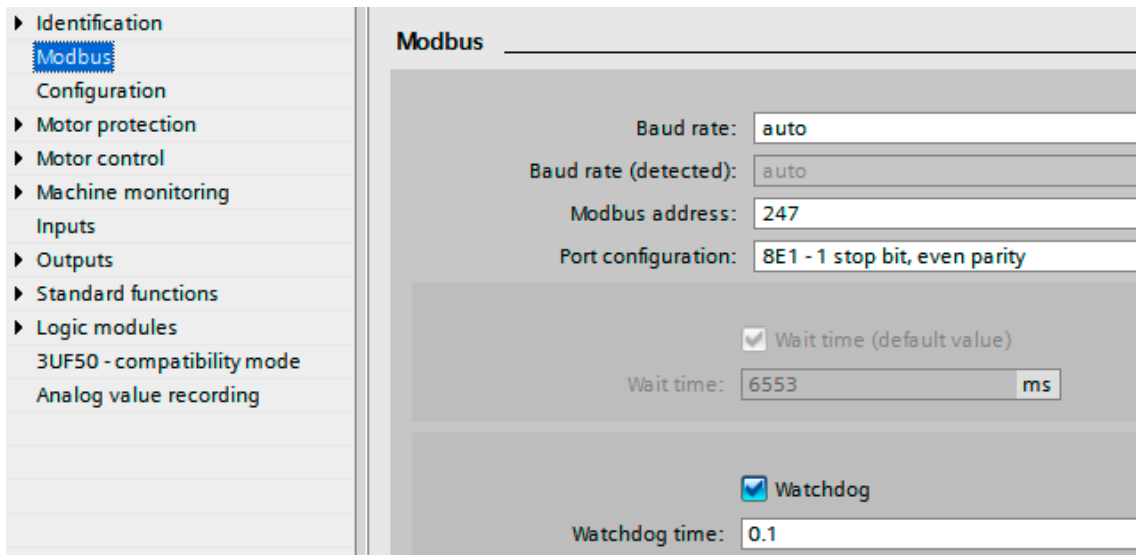 Identification
Modbus
Configuration
Motor protection
Motor control
Machine monitoring
Inputs
Outputs
Standard functions
Logic modules
3UF50 - compatibility mode
Analog value recording
Modbus
Baud rate: auto
Baud rate (detected): auto
Modbus address: 247
Port configuration: 8E1 - 1 stop bit, even parity
Wait time (default value)
Wait time: 6553 ms
Watchdog
Watchdog time: 0.1